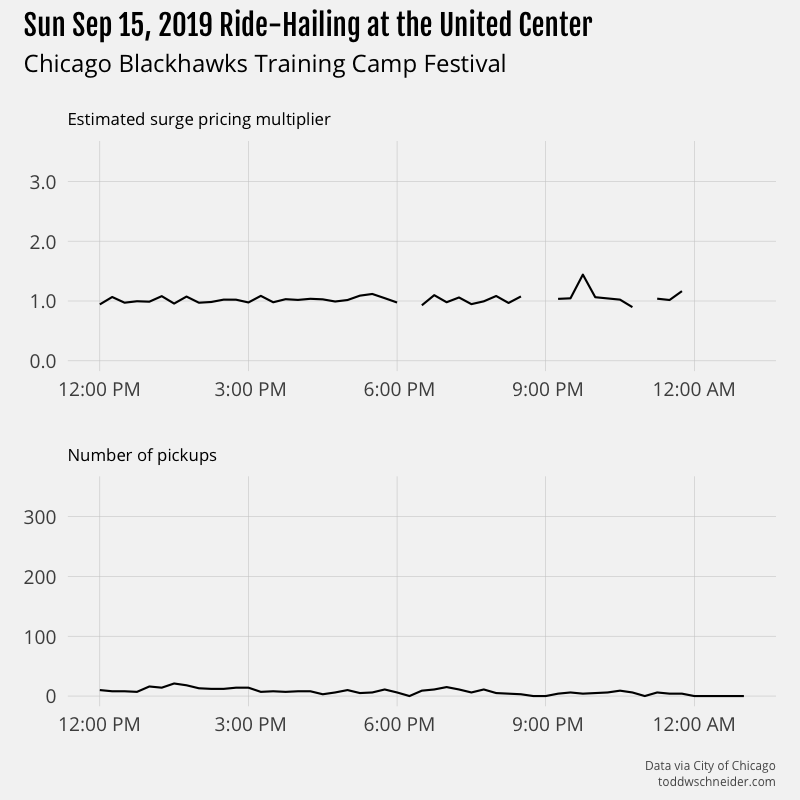 Sun Sep 15, 2019 Ride-Hailing at the United Center
Chicago Blackhawks Training Camp Festival
Estimated surge pricing multiplier
3.0
2.0
1.0
0.0
12:00 PM 3:00 PM 6:00 PM 9:00 PM 12:00 AM
Number of pickups
300
200
100
0
12:00 PM 3:00 PM 6:00 PM 9:00 PM 12:00 AM
Data via City of Chicago
toddwschneider.com